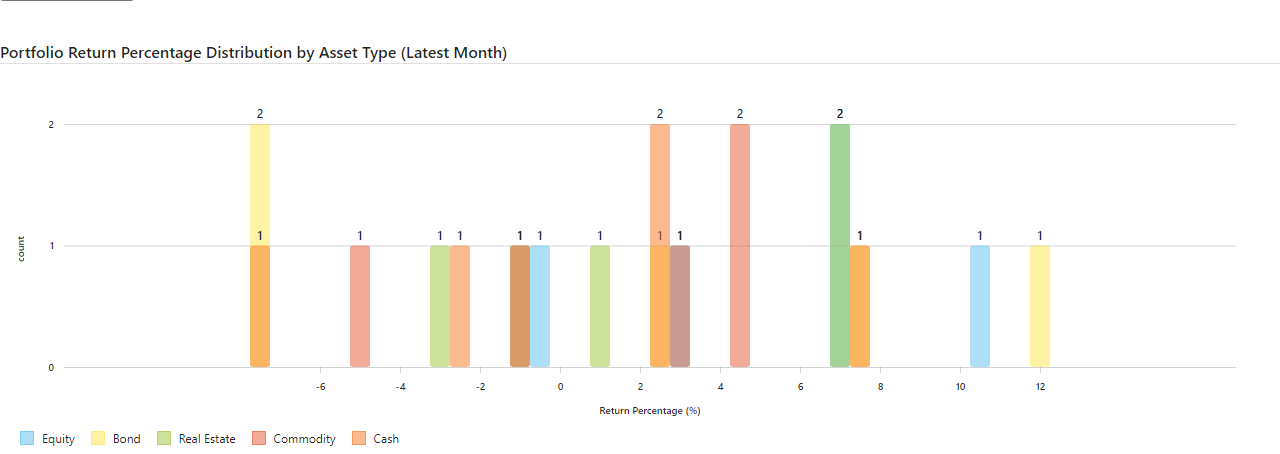 Portfolio Return Percentage Distribution by Asset Type (Latest Month)
2 2 2 2
2
1 1 1 1 1 1 1 1 1 1 1 1
1
count
0
-6 -4 -2 0 2 4 6 8 10 12
Return Percentage (%)
Equity Bond Real Estate Commodity Cash